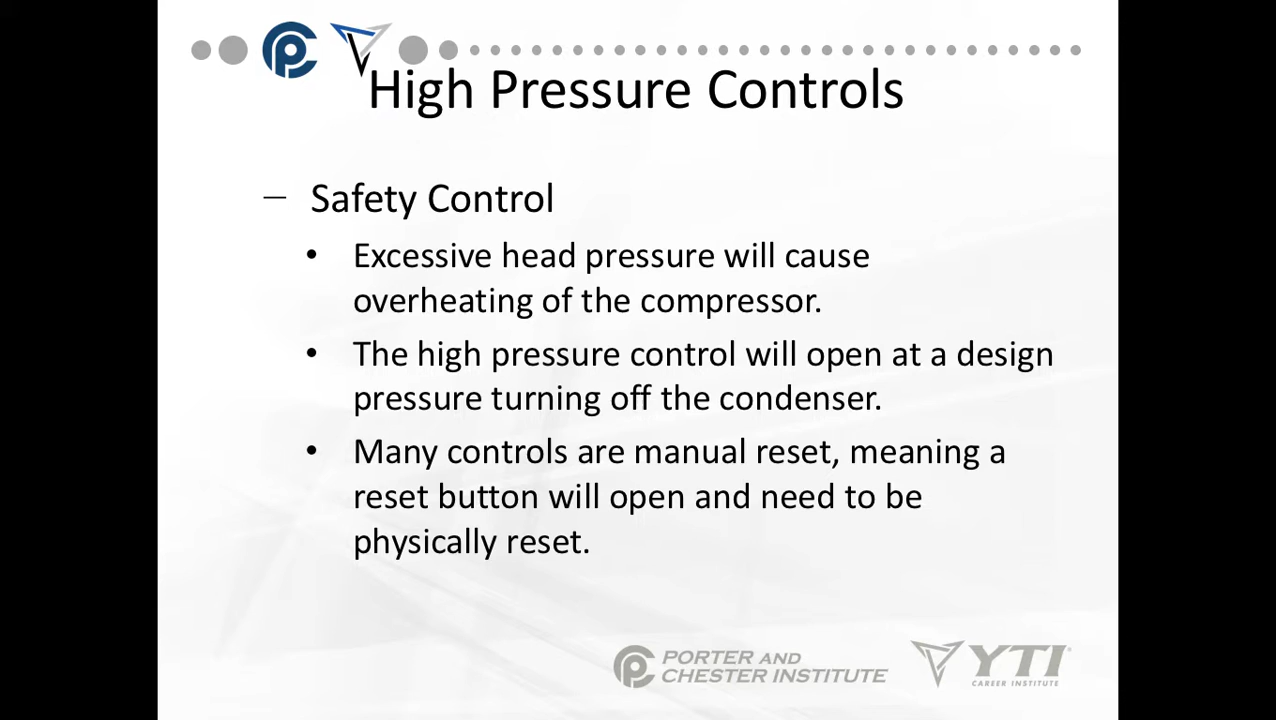 High Pressure Controls
– Safety Control
• Excessive head pressure will cause
overheating of the compressor.
• The high pressure control will open at a design
pressure turning off the condenser.
• Many controls are manual reset, meaning a
reset button will open and need to be
physically reset.
PORTER AND
CHESTER INSTITUTE
YTI
CAREER INSTITUTE